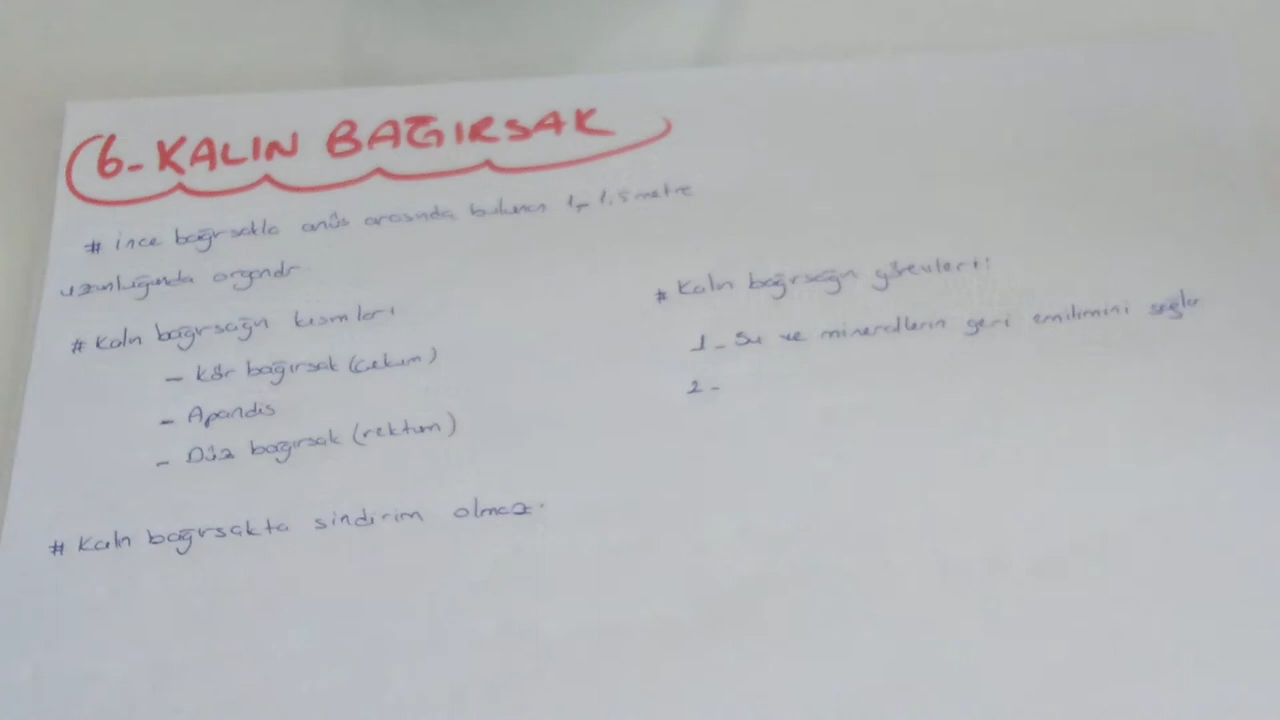 6-KALIN BAĞIRSAK
# ince bağırsakla anüs arasında bulunan 1-1.5 metre
uzunluğunda organdır.
# Kalın bağırsağın kısımları
- Kör bağırsak (çekum)
- Apandis
- Düz bağırsak (rektum)
# Kalın bağırsakta sindirim olmaz.
# Kalın bağırsağın görevleri:
1- Su ve minerallerin geri emilimini sağlar
2-